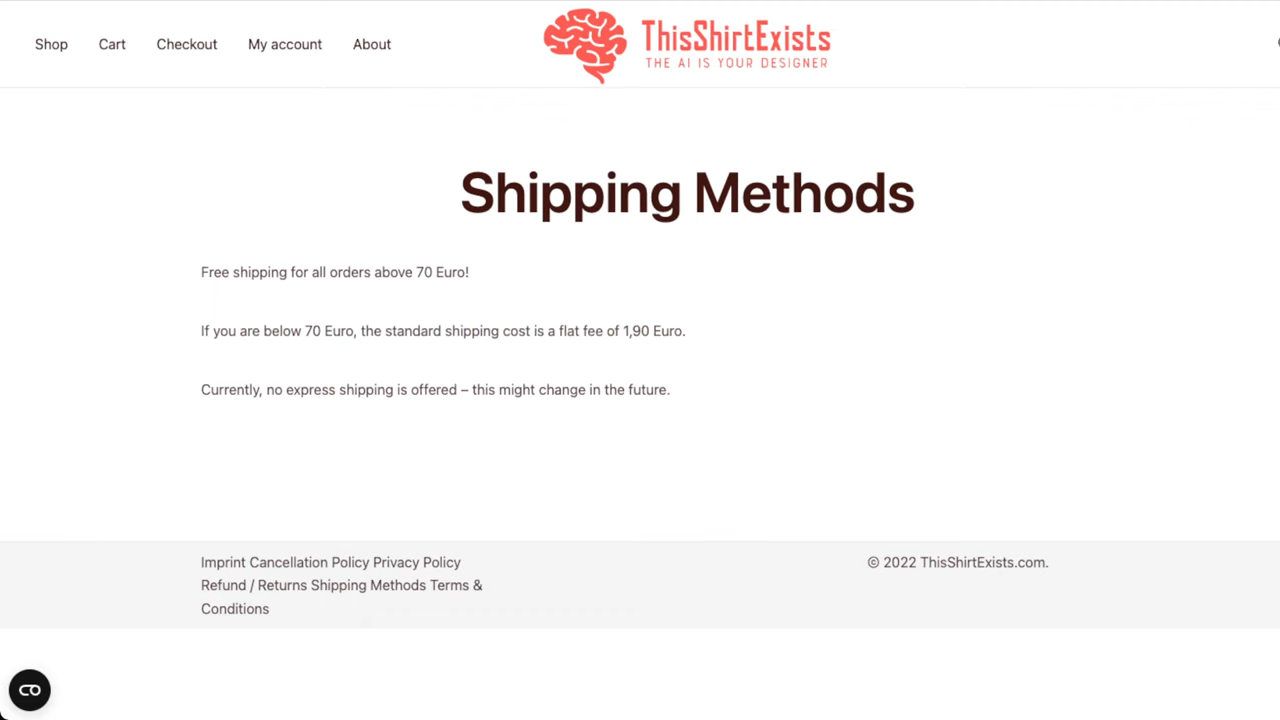 Shop Cart Checkout My account About
ThisShirtExists
THE AI IS YOUR DESIGNER
Shipping Methods
Free shipping for all orders above 70 Euro!
If you are below 70 Euro, the standard shipping cost is a flat fee of 1,90 Euro.
Currently, no express shipping is offered – this might change in the future.
Imprint Cancellation Policy Privacy Policy
Refund / Returns Shipping Methods Terms &
Conditions
© 2022 ThisShirtExists.com.